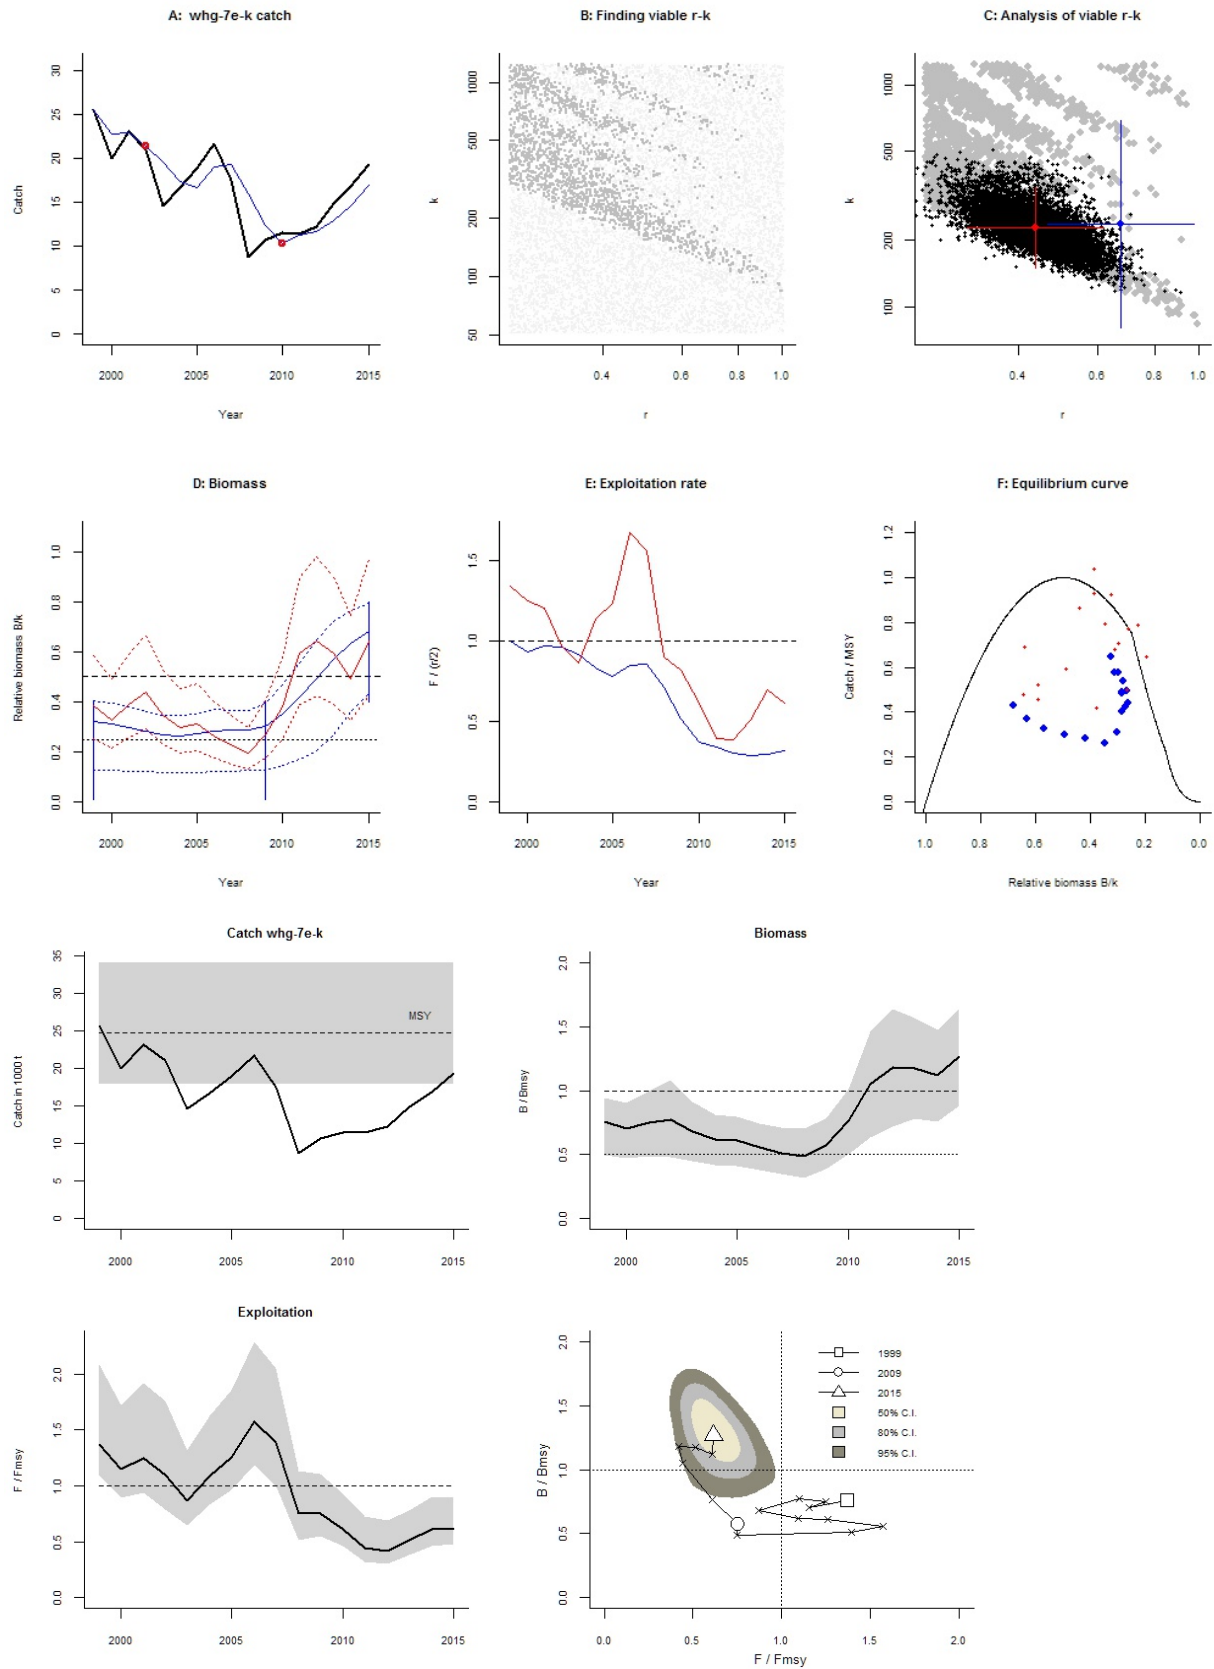 A:  whg-7e-k catch
B: Finding viable r-k
C: Analysis of viable r-k
Catch
0 5 10 15 20 25 30
2000 2005 2010 2015
Year
k
50 100 200 500 1000
0.4 0.6 0.8 1.0
r
k
100 200 500 1000
0.4 0.6 0.8 1.0
r
D: Biomass
E: Exploitation rate
F: Equilibrium curve
Relative biomass B/k
0.0 0.2 0.4 0.6 0.8 1.0
2000 2005 2010 2015
Year
F / (r/2)
0.0 0.5 1.0 1.5
2000 2005 2010 2015
Year
Catch / MSY
0.0 0.2 0.4 0.6 0.8 1.0 1.2
1.0 0.8 0.6 0.4 0.2 0.0
Relative biomass B/k
Catch whg-7e-k
Biomass
Catch in 1000 t
0 5 10 15 20 25 30 35
MSY
2000 2005 2010 2015
B / Bmsy
0.0 0.5 1.0 1.5 2.0
2000 2005 2010 2015
Exploitation
F / Fmsy
0.0 0.5 1.0 1.5 2.0
2000 2005 2010 2015
B / Bmsy
0.0 0.5 1.0 1.5 2.0
1999
2009
2015
50% C.I.
80% C.I.
95% C.I.
0.0 0.5 1.0 1.5 2.0
F / Fmsy